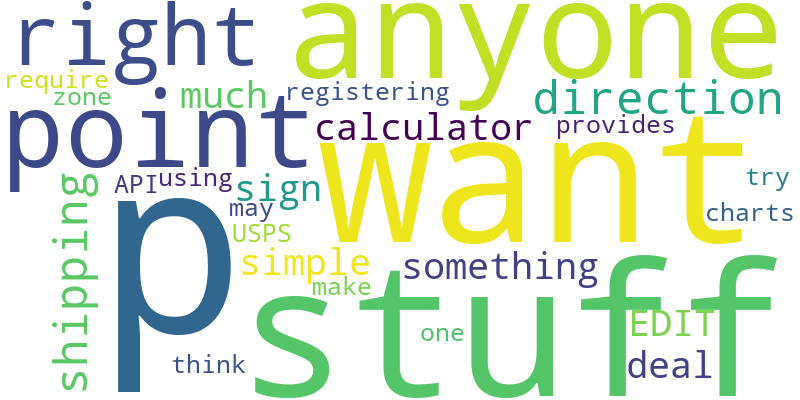 right
anyone
require
zone
much
registering
direction
point
calculator
provides
want
API
using
sign
try
shipping
p
may
charts
USPS
simple
something
make
stuff
EDIT
one
think
deal